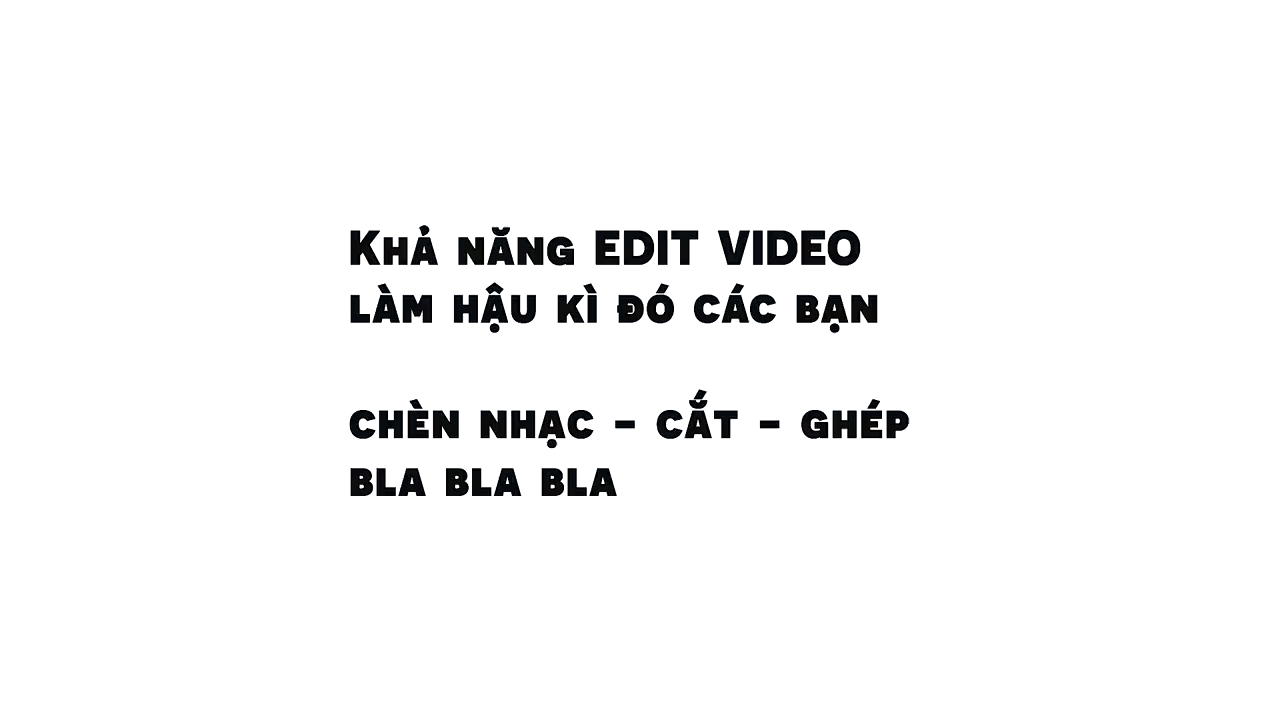 Khả năng EDIT VIDEO
làm hậu kì đó các bạn
chèn nhạc - cắt - ghép
bla bla bla